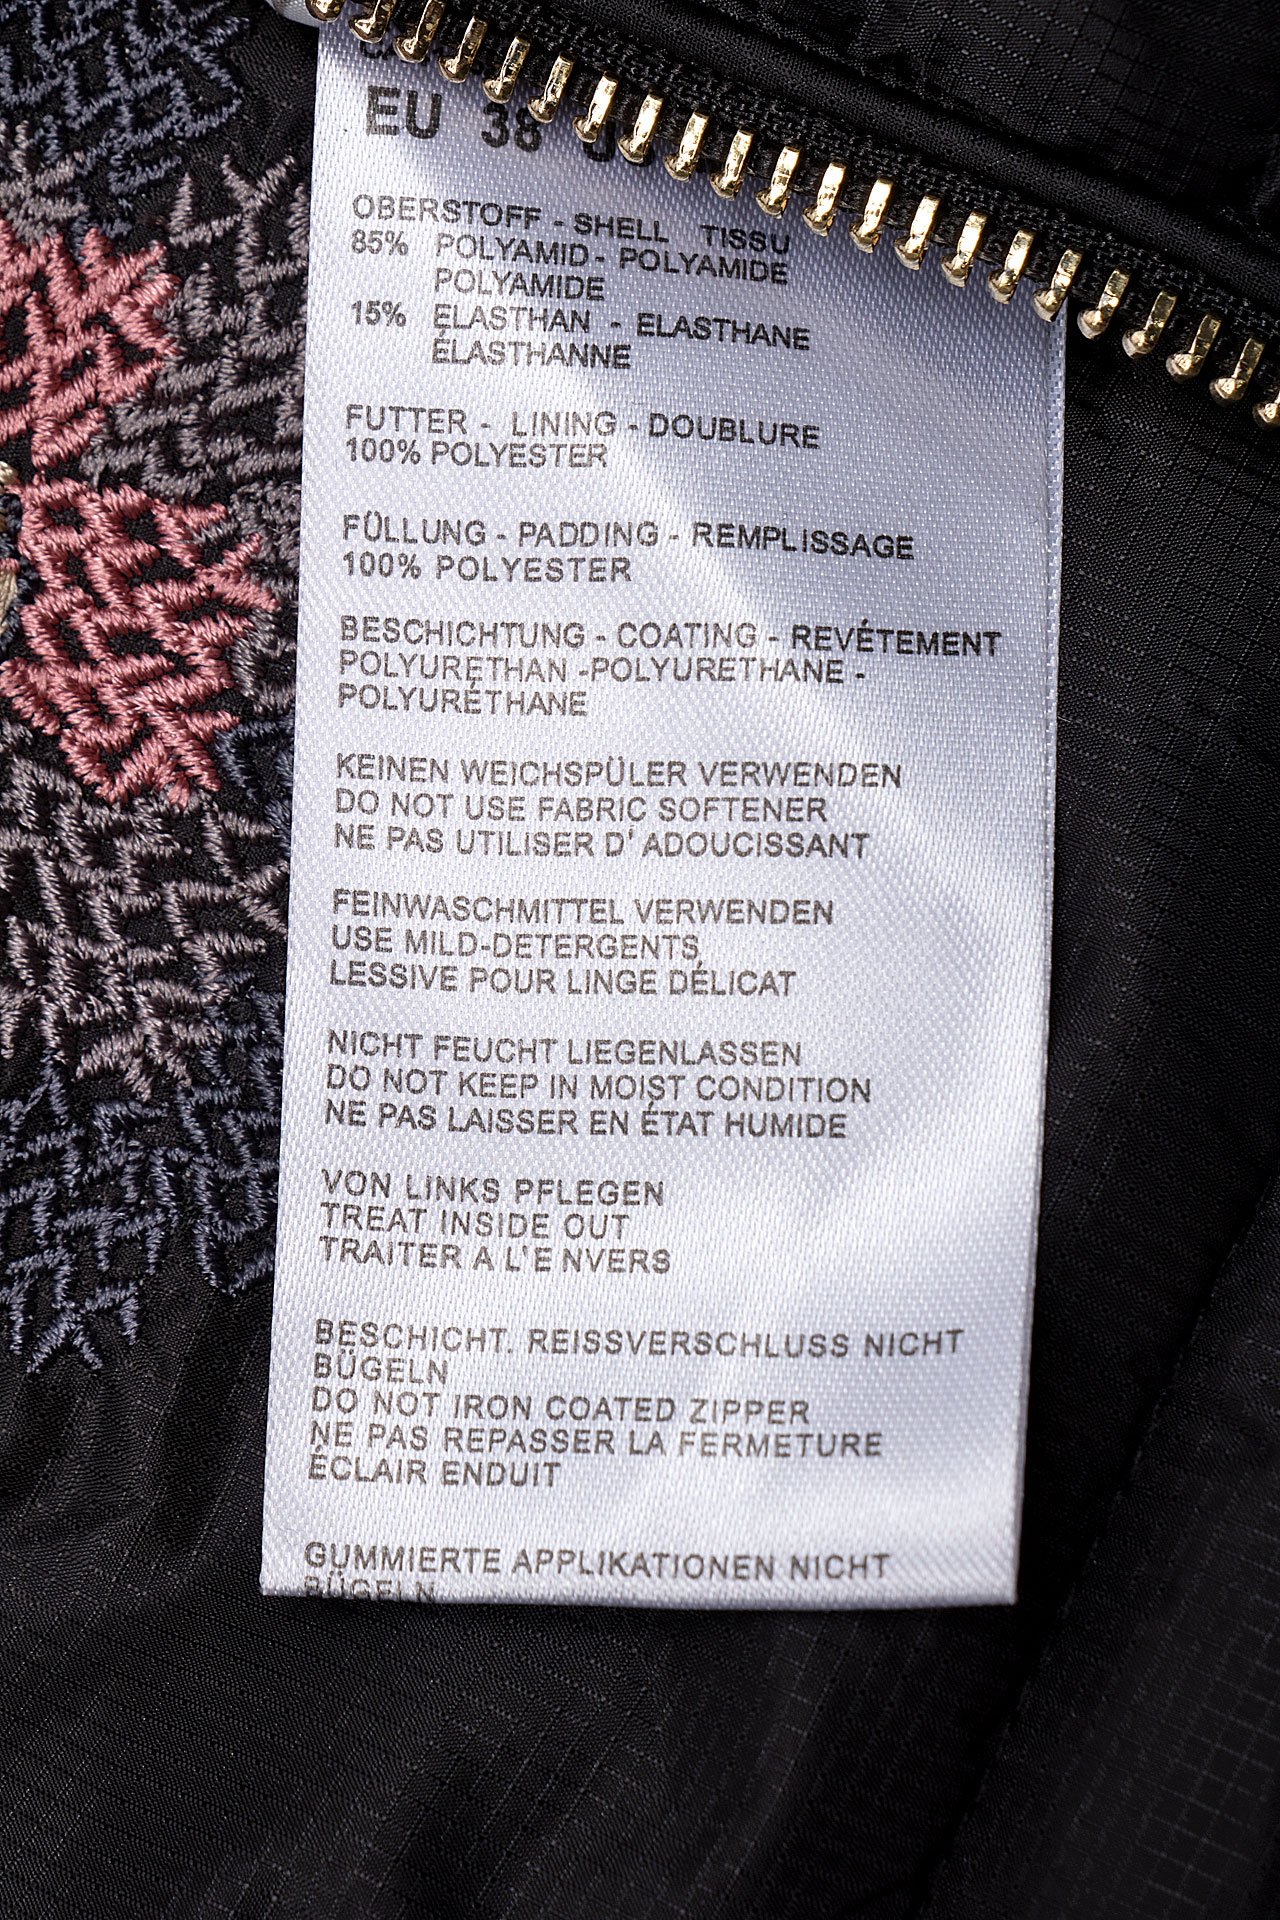 EU 38
OBERSTOFF - SHELL TISSU
85% POLYAMID - POLYAMIDE
POLYAMIDE
15% ELASTHAN - ELASTHANE
ÉLASTHANNE
FUTTER - LINING - DOUBLURE
100% POLYESTER
FÜLLUNG - PADDING - REMPLISSAGE
100% POLYESTER
BESCHICHTUNG - COATING - REVÉTEMENT
POLYURETHAN -POLYURETHANE -
POLYURÉTHANE
KEINEN WEICHSPÜLER VERWENDEN
DO NOT USE FABRIC SOFTENER
NE PAS UTILISER D' ADOUCISSANT
FEINWASCHMITTEL VERWENDEN
USE MILD-DETERGENTS
LESSIVE POUR LINGE DÉLICAT
NICHT FEUCHT LIEGENLASSEN
DO NOT KEEP IN MOIST CONDITION
NE PAS LAISSER EN ÉTAT HUMIDE
VON LINKS PFLEGEN
TREAT INSIDE OUT
TRAITER A L'E NVERS
BESCHICHT. REISSVERSCHLUSS NICHT
BÜGELN
DO NOT IRON COATED ZIPPER
NE PAS REPASSER LA FERMETURE
ÉCLAIR ENDUIT
GUMMIERTE APPLIKATIONEN NICHT
BÜGELN